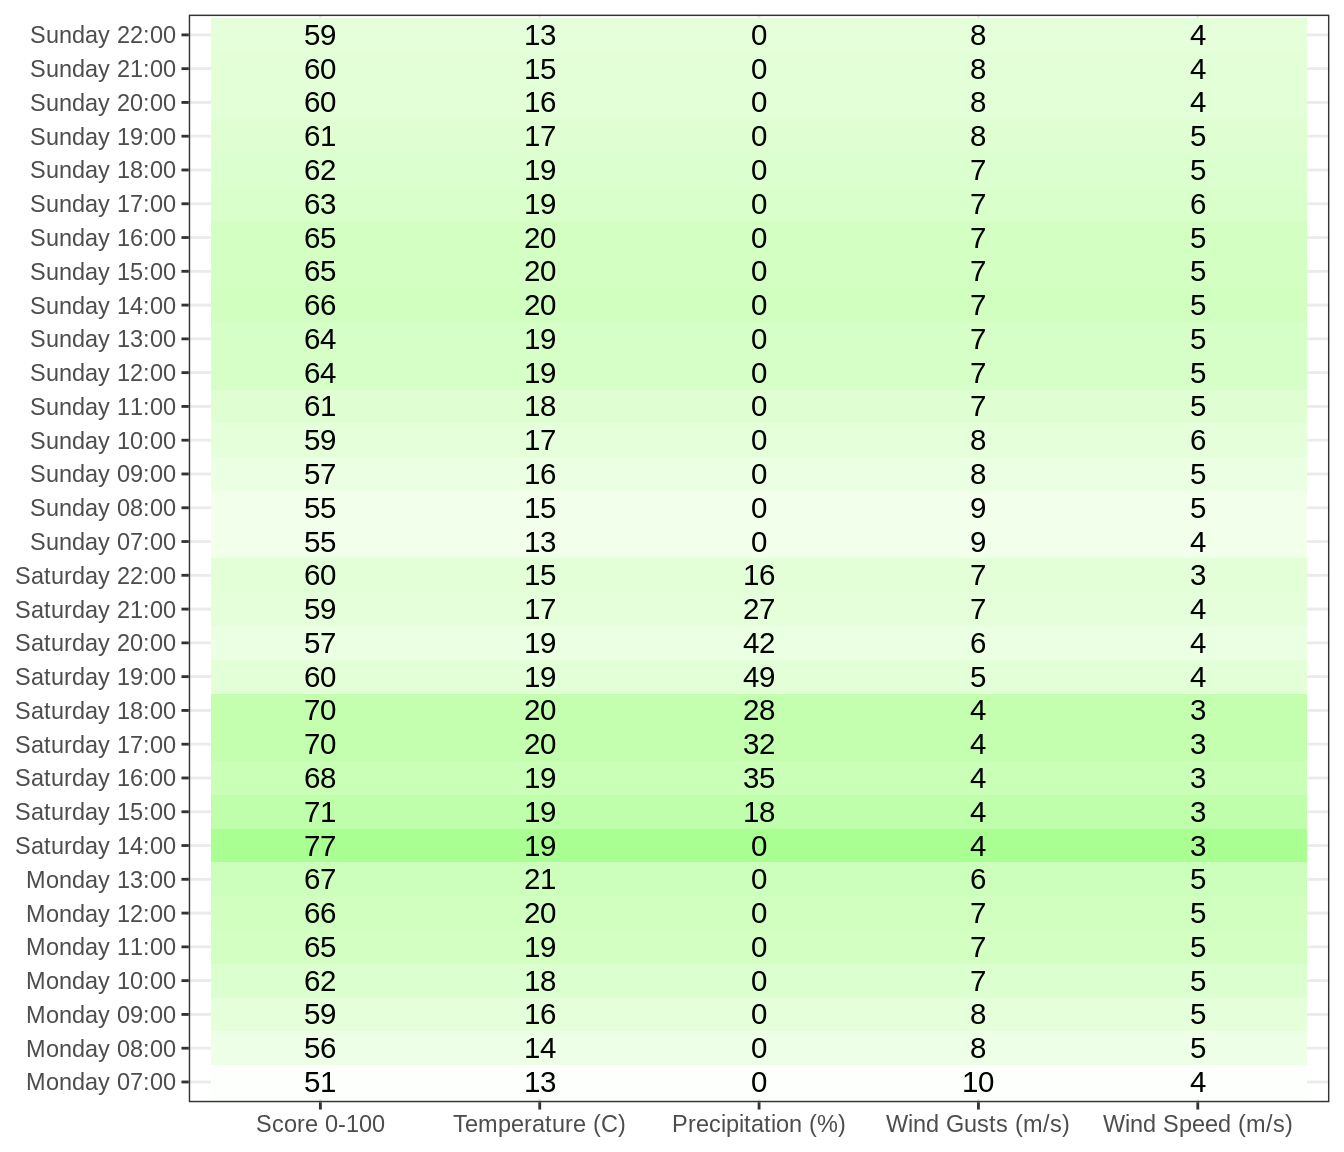 Sunday 22:00 59 13 0 8 4
Sunday 21:00 60 15 0 8 4
Sunday 20:00 60 16 0 8 4
Sunday 19:00 61 17 0 8 5
Sunday 18:00 62 19 0 7 5
Sunday 17:00 63 19 0 7 6
Sunday 16:00 65 20 0 7 5
Sunday 15:00 65 20 0 7 5
Sunday 14:00 66 20 0 7 5
Sunday 13:00 64 19 0 7 5
Sunday 12:00 64 19 0 7 5
Sunday 11:00 61 18 0 7 5
Sunday 10:00 59 17 0 8 6
Sunday 09:00 57 16 0 8 5
Sunday 08:00 55 15 0 9 5
Sunday 07:00 55 13 0 9 4
Saturday 22:00 60 15 16 7 3
Saturday 21:00 59 17 27 7 4
Saturday 20:00 57 19 42 6 4
Saturday 19:00 60 19 49 5 4
Saturday 18:00 70 20 28 4 3
Saturday 17:00 70 20 32 4 3
Saturday 16:00 68 19 35 4 3
Saturday 15:00 71 19 18 4 3
Saturday 14:00 77 19 0 4 3
Monday 13:00 67 21 0 6 5
Monday 12:00 66 20 0 7 5
Monday 11:00 65 19 0 7 5
Monday 10:00 62 18 0 7 5
Monday 09:00 59 16 0 8 5
Monday 08:00 56 14 0 8 5
Monday 07:00 51 13 0 10 4
Score 0-100 Temperature (C) Precipitation (%) Wind Gusts (m/s) Wind Speed (m/s)